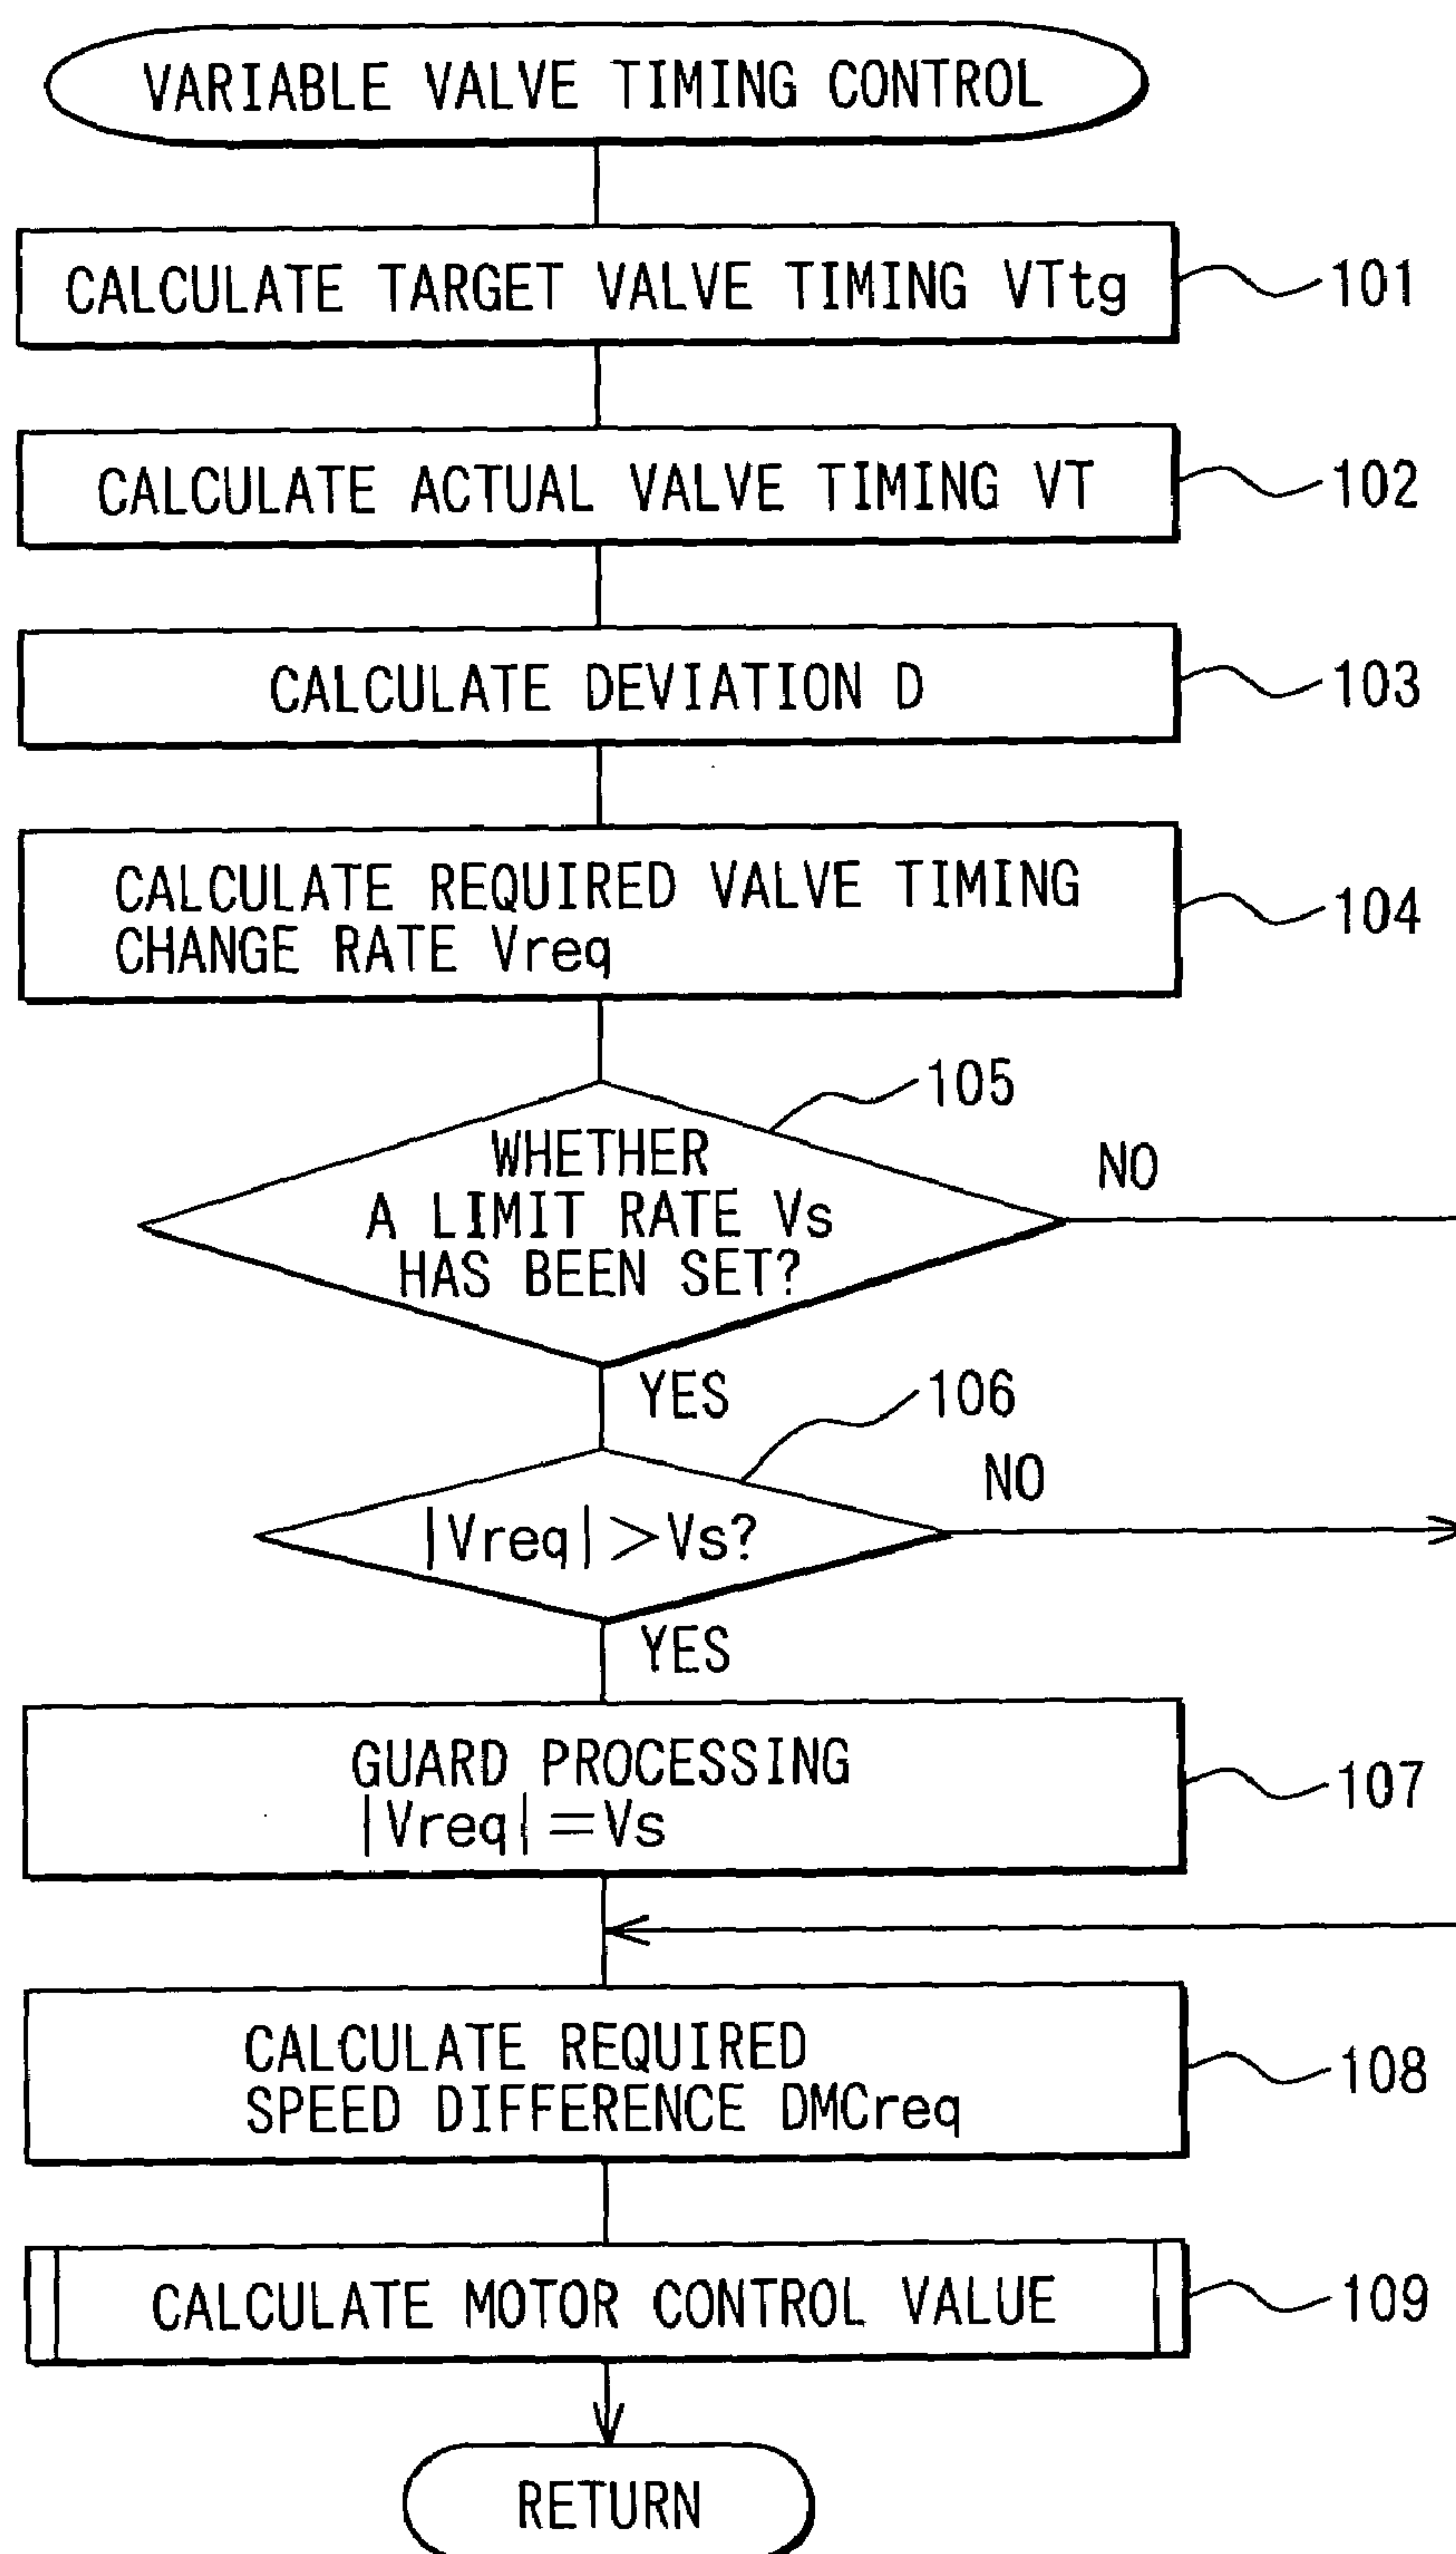 VARIABLE VALVE TIMING CONTROL
CALCULATE TARGET VALVE TIMING VTtg
101
CALCULATE ACTUAL VALVE TIMING VT
102
CALCULATE DEVIATION D
103
CALCULATE REQUIRED VALVE TIMING
CHANGE RATE Vreq
104
105
WHETHER
A LIMIT RATE Vs
HAS BEEN SET?
NO
YES
106
|Vreq|>Vs?
NO
YES
GUARD PROCESSING
|Vreq|=Vs
107
CALCULATE REQUIRED
SPEED DIFFERENCE DMCreq
108
CALCULATE MOTOR CONTROL VALUE
109
RETURN